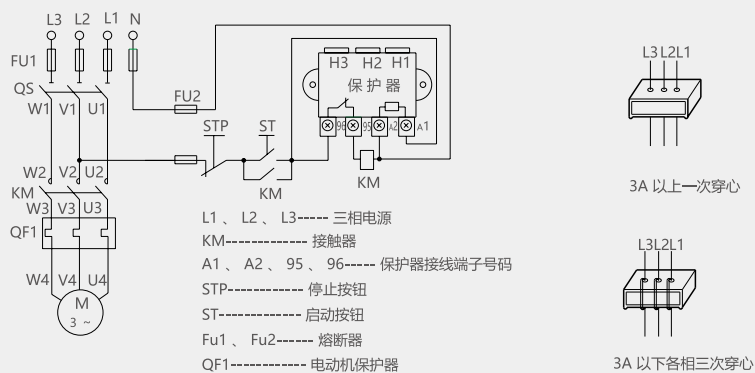 L3 L2 L1 N
FU1
QS
W1 V1 U1
FU2
H3 H2 H1
保护器
96 95 A2 A1
STP ST
KM
KM
W2 V2 U2
KM
W3 V3 U3
QF1
W4 V4 U4
M
3 ~
L1 、 L2 、 L3----- 三相电源
KM------------- 接触器
A1 、 A2 、 95 、 96----- 保护器接线端子号码
STP------------ 停止按钮
ST------------- 启动按钮
Fu1 、 Fu2------ 熔断器
QF1------------ 电动机保护器
L3 L2 L1
3A 以上一次穿心
L3 L2 L1
3A 以下各相三次穿心